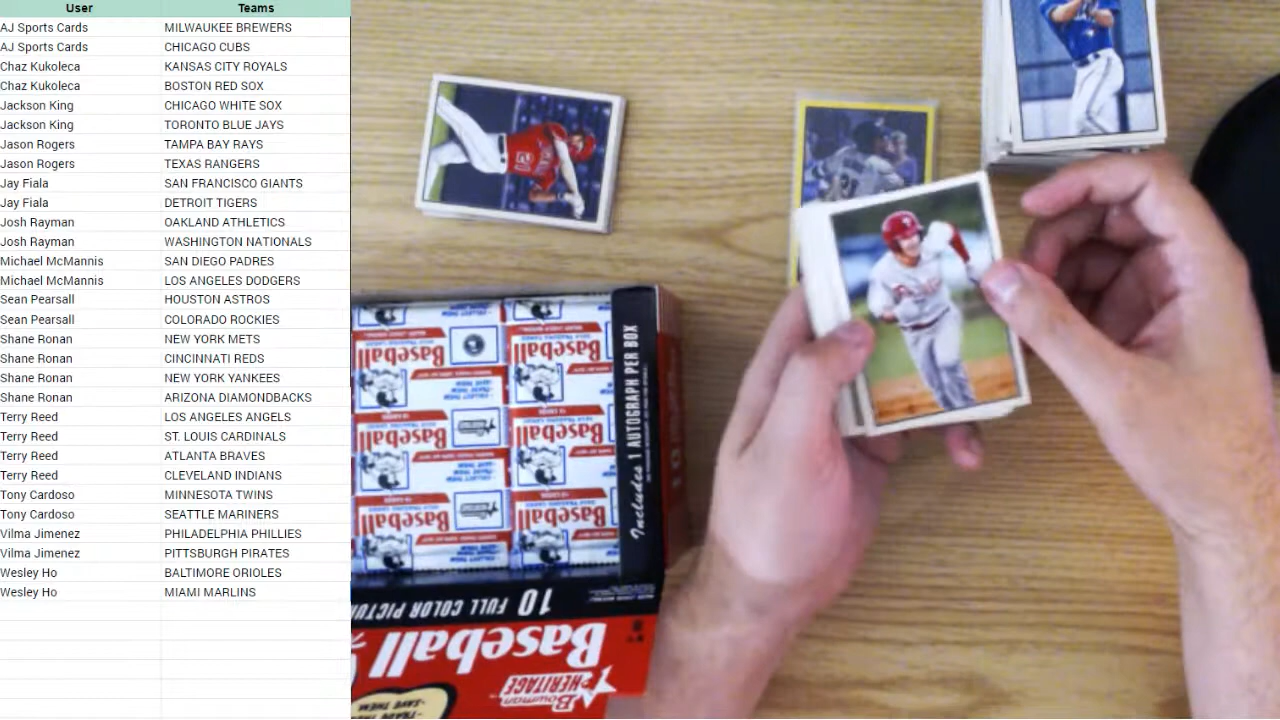 User Teams
AJ Sports Cards MILWAUKEE BREWERS
AJ Sports Cards CHICAGO CUBS
Chaz Kukoleca KANSAS CITY ROYALS
Chaz Kukoleca BOSTON RED SOX
Jackson King CHICAGO WHITE SOX
Jackson King TORONTO BLUE JAYS
Jason Rogers TAMPA BAY RAYS
Jason Rogers TEXAS RANGERS
Jay Fiala SAN FRANCISCO GIANTS
Jay Fiala DETROIT TIGERS
Josh Rayman OAKLAND ATHLETICS
Josh Rayman WASHINGTON NATIONALS
Michael McMannis SAN DIEGO PADRES
Michael McMannis LOS ANGELES DODGERS
Sean Pearsall HOUSTON ASTROS
Sean Pearsall COLORADO ROCKIES
Shane Ronan NEW YORK METS
Shane Ronan CINCINNATI REDS
Shane Ronan NEW YORK YANKEES
Shane Ronan ARIZONA DIAMONDBACKS
Terry Reed LOS ANGELES ANGELS
Terry Reed ST. LOUIS CARDINALS
Terry Reed ATLANTA BRAVES
Terry Reed CLEVELAND INDIANS
Tony Cardoso MINNESOTA TWINS
Tony Cardoso SEATTLE MARINERS
Vilma Jimenez PHILADELPHIA PHILLIES
Vilma Jimenez PITTSBURGH PIRATES
Wesley Ho BALTIMORE ORIOLES
Wesley Ho MIAMI MARLINS
Baseball
Baseball
Baseball
Baseball
Baseball
Baseball
Includes 1 AUTOGRAPH PER BOX
10 FULL COLOR
Baseball
Bowman
HERITAGE
SAVE THEM